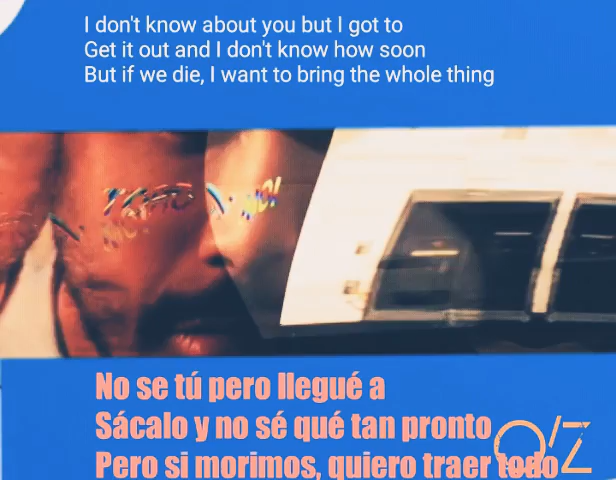 I don't know about you but I got to
Get it out and I don't know how soon
But if we die, I want to bring the whole thing
No se tú pero llegué a
Sácalo y no sé qué tan pronto
Pero si morimos, quiero traer todo
O/Z